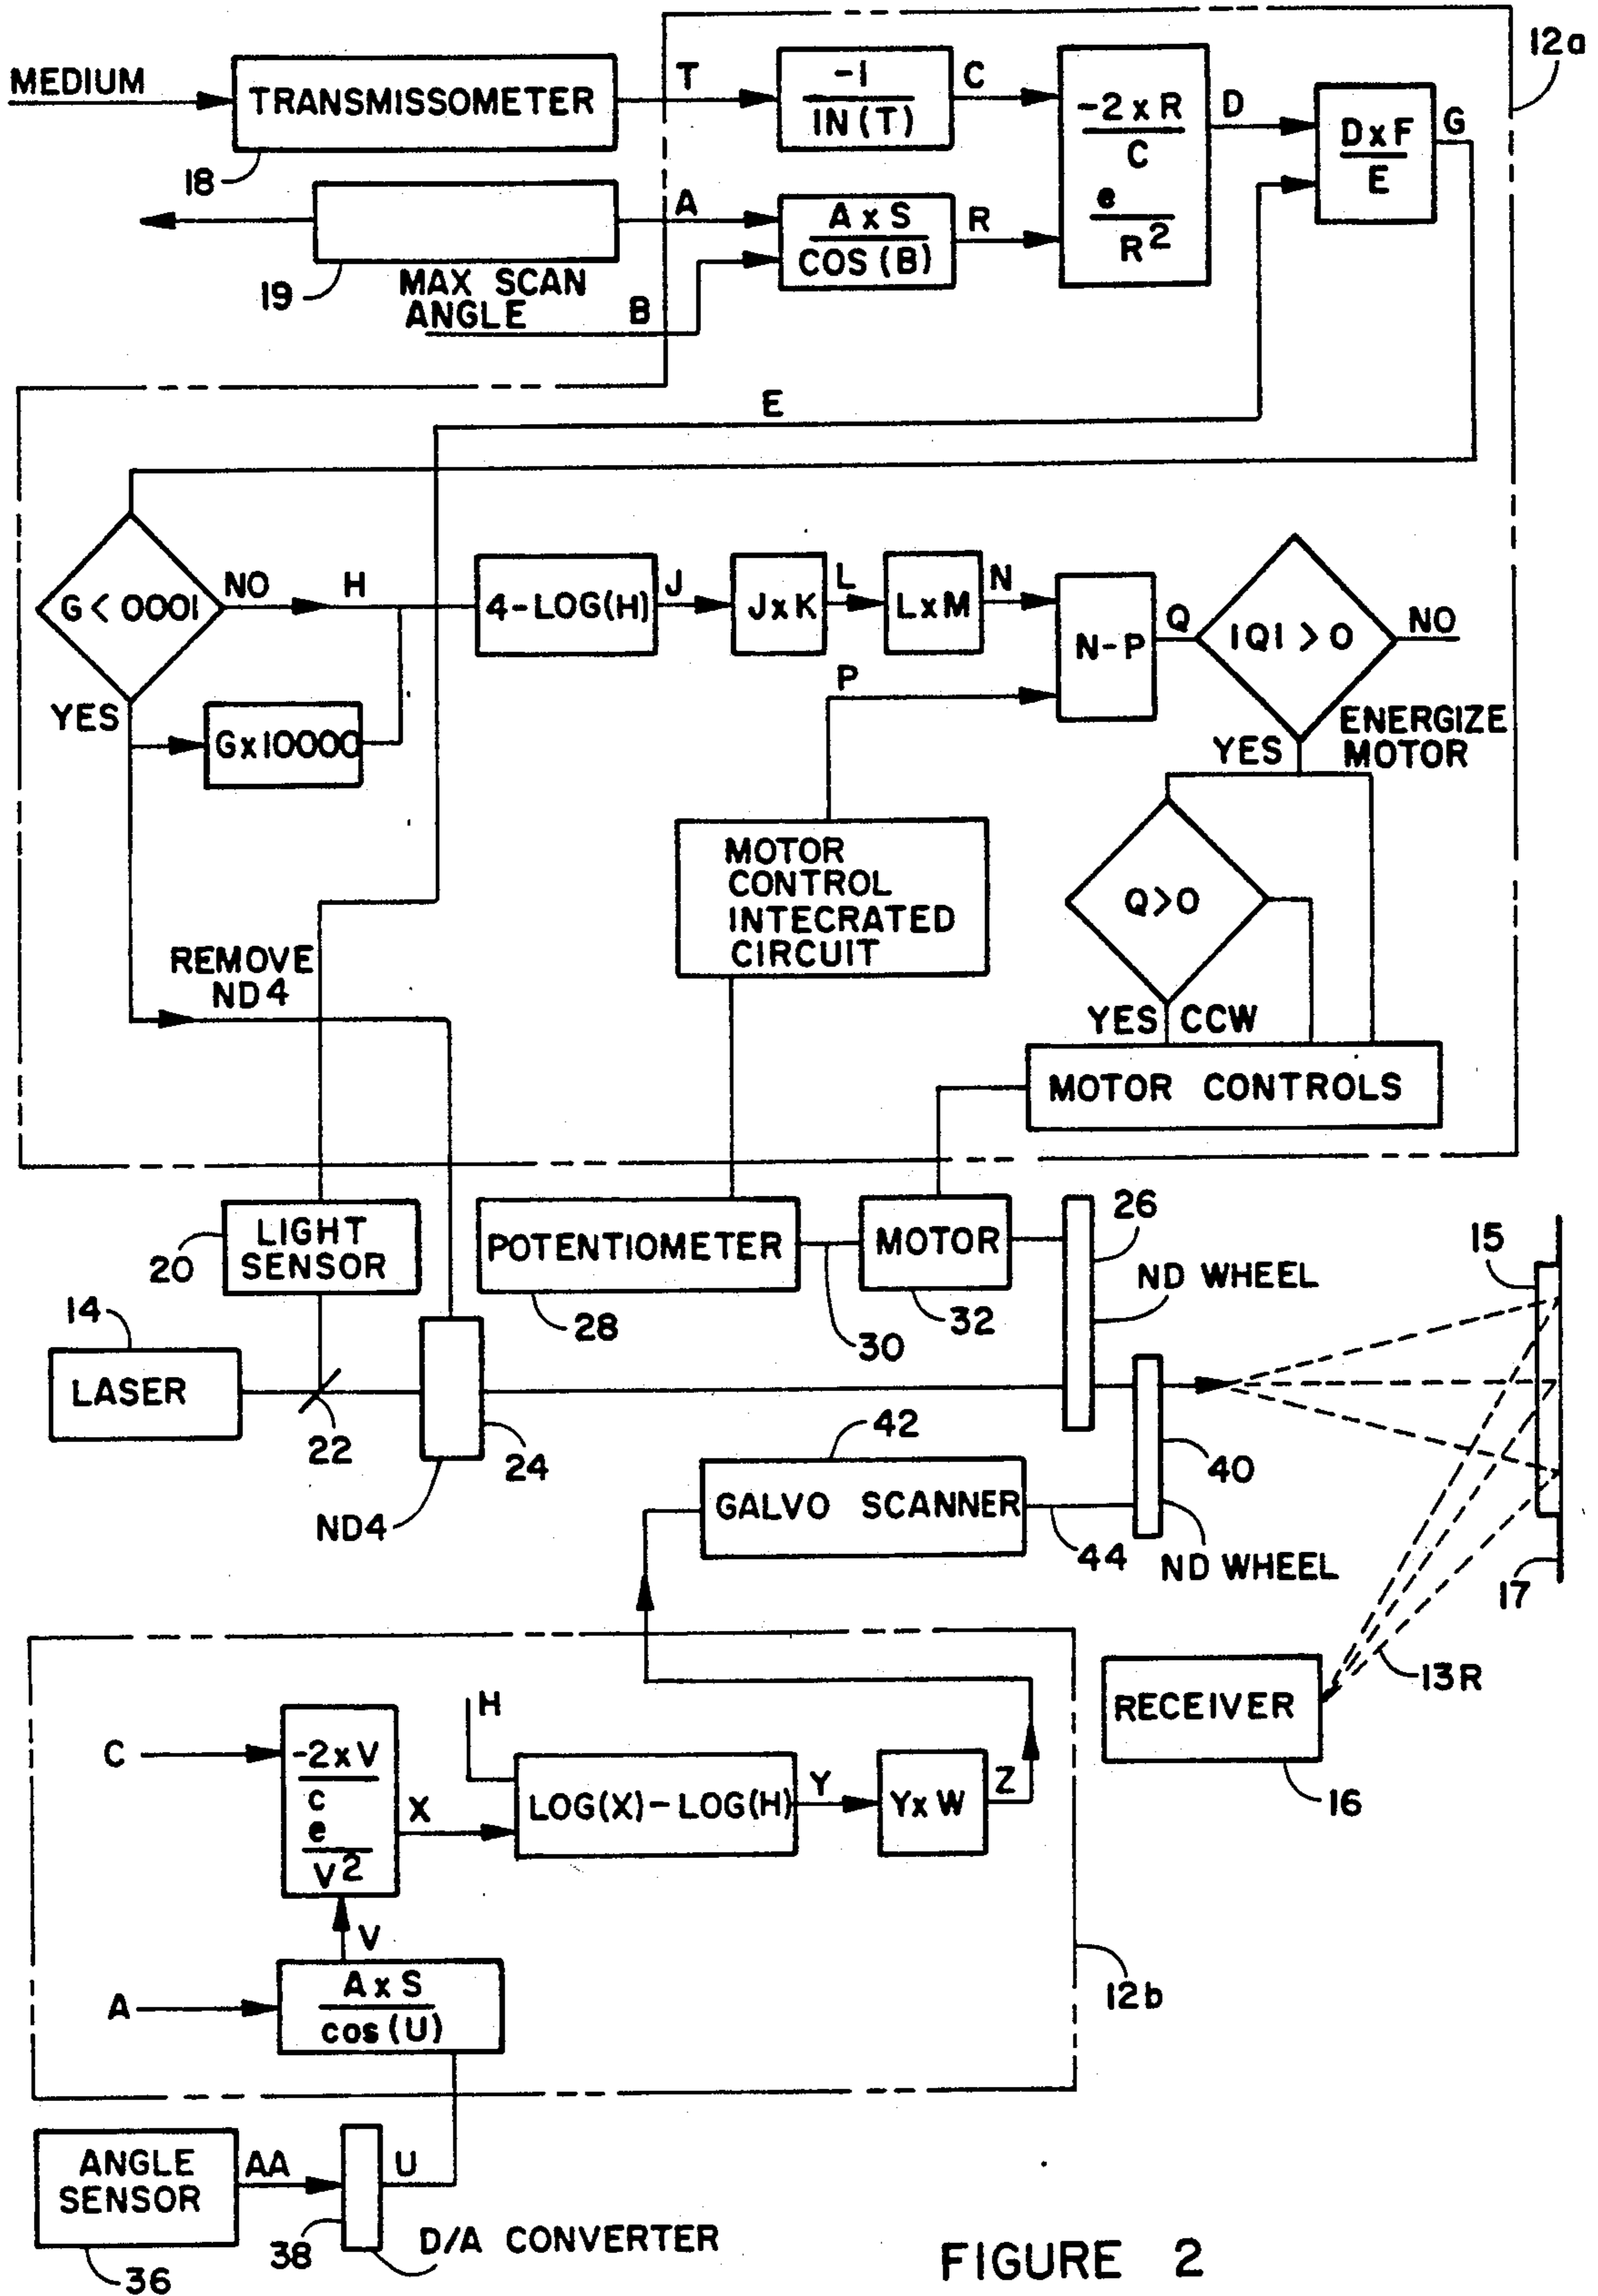 12a
MEDIUM
TRANSMISSOMETER
18
T
-1
IN(T)
C
-2 x R
C
e
R2
D
D x F
E
G
19
A
A x S
COS (B)
R
MAX SCAN
ANGLE
B
E
G < 0001
NO
H
4-LOG(H)
J
J x K
L
L x M
N
N-P
Q
|Q| > 0
NO
P
YES
G x 10000
YES
ENERGIZE
MOTOR
MOTOR
CONTROL
INTECRATED
CIRCUIT
Q>0
REMOVE
ND4
YES
CCW
MOTOR CONTROLS
LIGHT
SENSOR
20
POTENTIOMETER
28
30
MOTOR
32
26
ND WHEEL
15
14
LASER
22
24
ND4
42
GALVO SCANNER
44
40
ND WHEEL
17
13R
RECEIVER
16
C
-2 x V
c
e
V2
X
H
LOG(X)-LOG(H)
Y
Y x W
Z
V
A
A x S
cos (U)
12b
ANGLE
SENSOR
AA
U
36
38
D/A CONVERTER
FIGURE 2